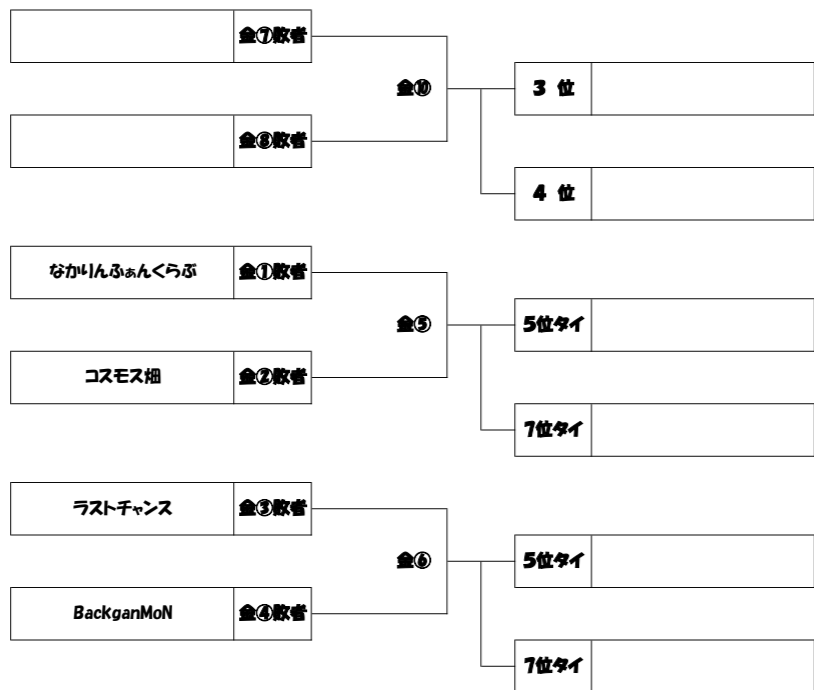 金⑦敗者
金⑩
3 位
金⑧敗者
4 位
なかりんふぁんくらぶ 金①敗者
金⑤
5位タイ
コスモス畑 金②敗者
7位タイ
ラストチャンス 金③敗者
金⑥
5位タイ
BackganMoN 金④敗者
7位タイ